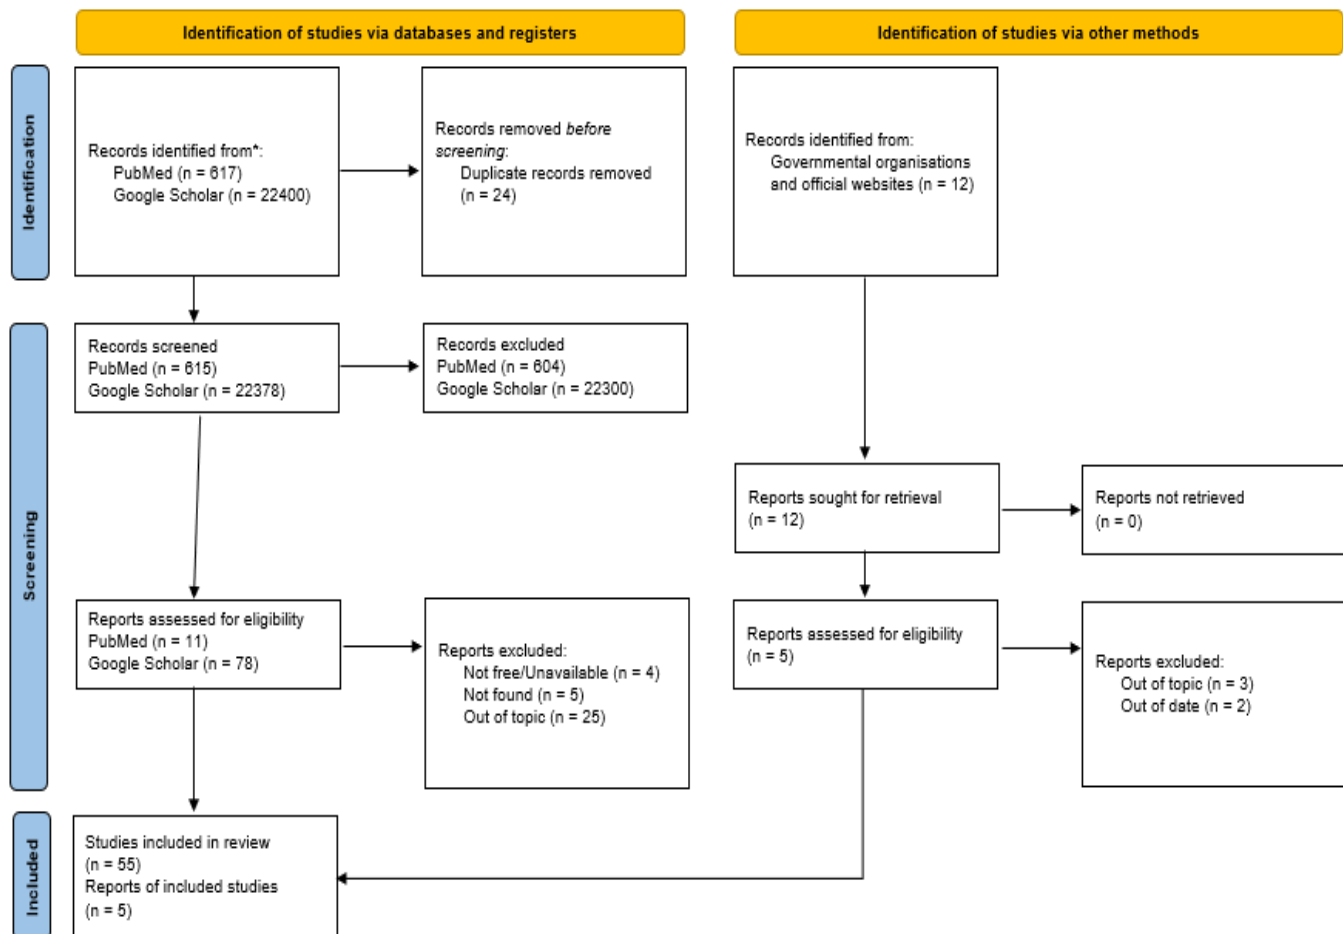 Identification of studies via databases and registers
Identification of studies via other methods
Identification
Records identified from*:
PubMed (n = 617)
Google Scholar (n = 22400)
Records removed before
screening:
Duplicate records removed
(n = 24)
Records identified from:
Governmental organisations
and official websites (n = 12)
Screening
Records screened
PubMed (n = 615)
Google Scholar (n = 22378)
Records excluded
PubMed (n = 604)
Google Scholar (n = 22300)
Reports sought for retrieval
(n = 12)
Reports not retrieved
(n = 0)
Reports assessed for eligibility
PubMed (n = 11)
Google Scholar (n = 78)
Reports excluded:
Not free/Unavailable (n = 4)
Not found (n = 5)
Out of topic (n = 25)
Reports assessed for eligibility
(n = 5)
Reports excluded:
Out of topic (n = 3)
Out of date (n = 2)
Included
Studies included in review
(n = 55)
Reports of included studies
(n = 5)